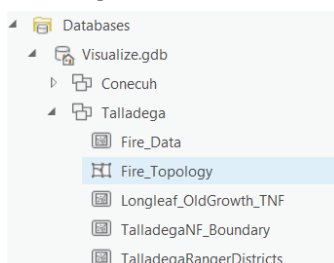 Databases
Visualize.gdb
Conecuh
Talladega
Fire_Data
Fire_Topology
Longleaf_OldGrowth_TNF
TalladegaNF_Boundary
TalladegaRangerDistricts